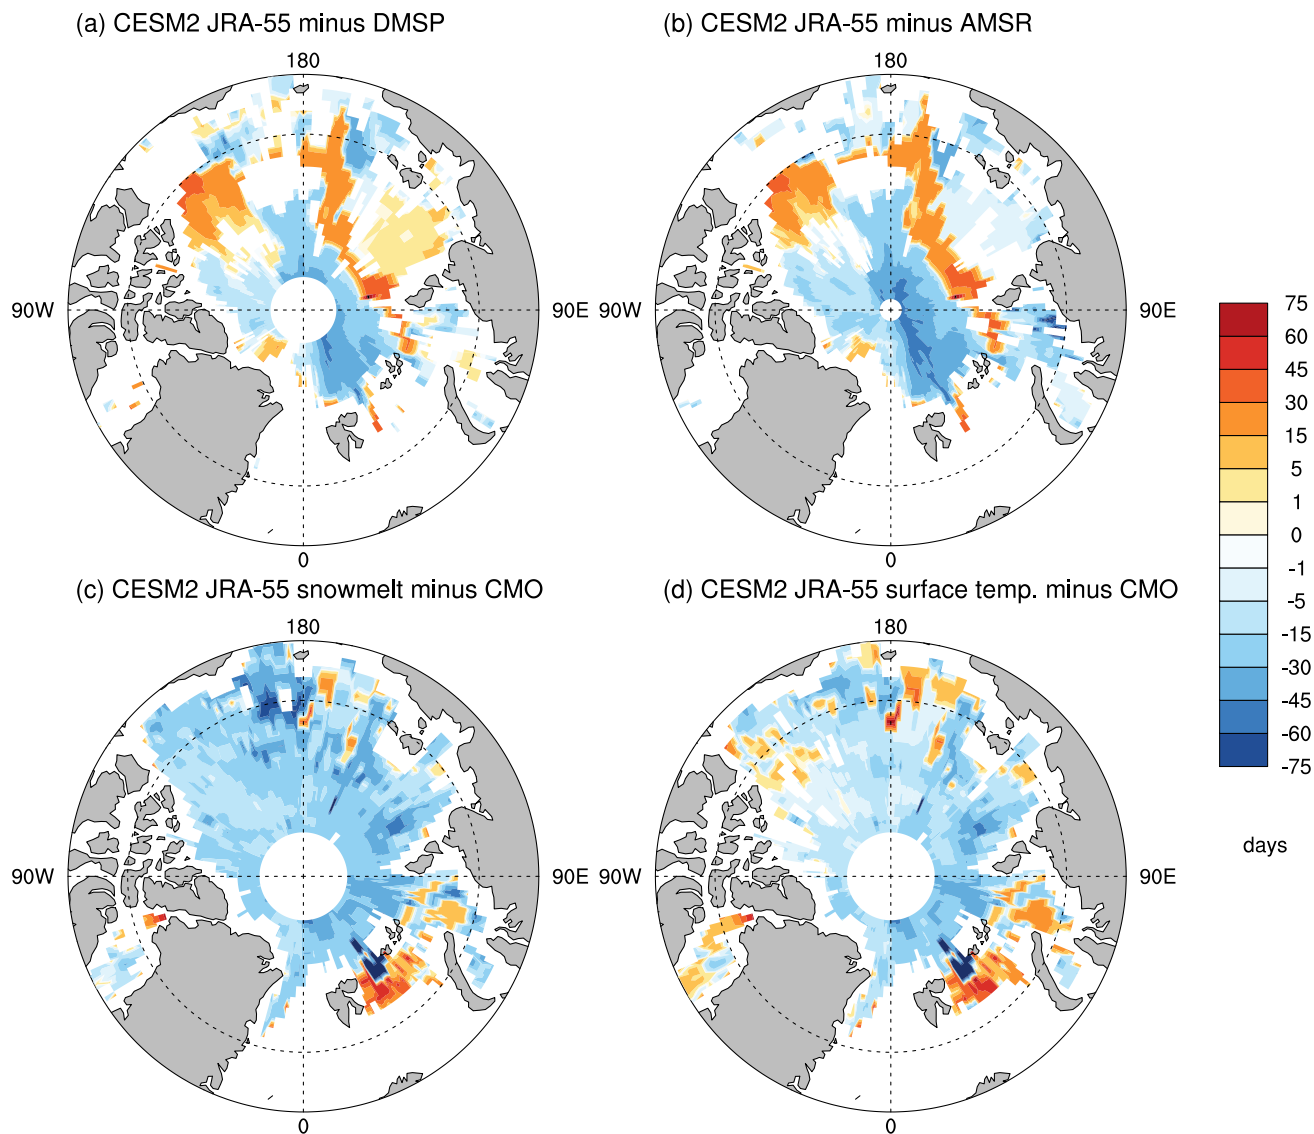 (a) CESM2 JRA-55 minus DMSP
(b) CESM2 JRA-55 minus AMSR
180
180
90W
90E
90W
90E
0
0
(c) CESM2 JRA-55 snowmelt minus CMO
(d) CESM2 JRA-55 surface temp. minus CMO
180
180
90W
90E
90W
90E
0
0
75
60
45
30
15
5
1
0
-1
-5
-15
-30
-45
-60
-75
days